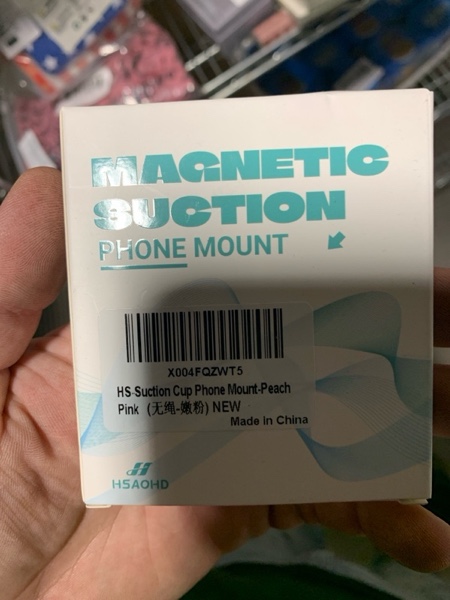 MAGNETIC
SUCTION
PHONE MOUNT
X004FQZWT5
HS-Suction Cup Phone Mount-Peach
Pink (无绳-嫩粉) NEW
Made in China
HSAOHD